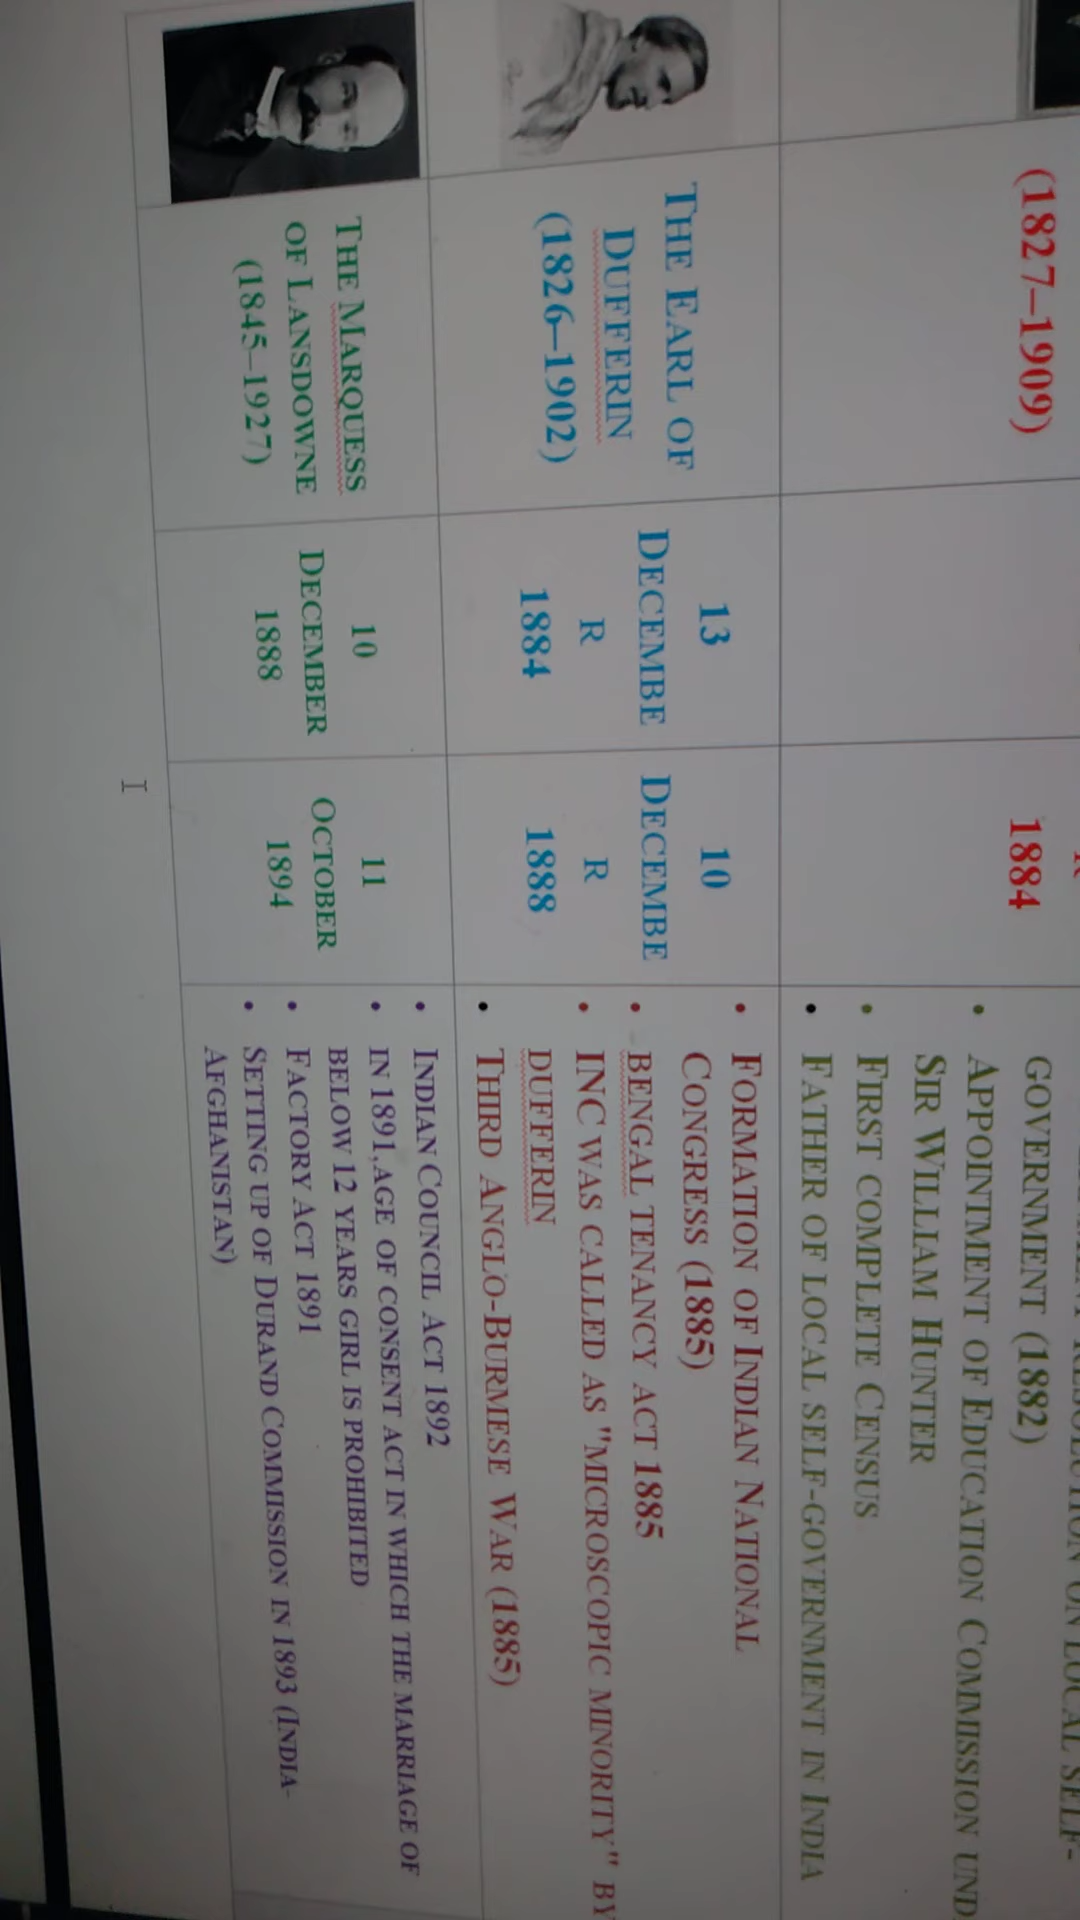 (1827–1909)
1884
GOVERNMENT (1882)
• APPOINTMENT OF EDUCATION COMMISSION UND
SIR WILLIAM HUNTER
• FIRST COMPLETE CENSUS
• FATHER OF LOCAL SELF-GOVERNMENT IN INDIA
THE EARL OF
DUFFERIN
(1826–1902)
13
DECEMBE
R
1884
10
DECEMBE
R
1888
• FORMATION OF INDIAN NATIONAL
CONGRESS (1885)
• BENGAL TENANCY ACT 1885
• INC WAS CALLED AS "MICROSCOPIC MINORITY" BY
DUFFERIN
• THIRD ANGLO-BURMESE WAR (1885)
THE MARQUESS
OF LANSDOWNE
(1845–1927)
10
DECEMBER
1888
11
OCTOBER
1894
• INDIAN COUNCIL ACT 1892
• IN 1891, AGE OF CONSENT ACT IN WHICH THE MARRIAGE OF
BELOW 12 YEARS GIRL IS PROHIBITED
• FACTORY ACT 1891
• SETTING UP OF DURAND COMMISSION IN 1893 (INDIA-
AFGHANISTAN)